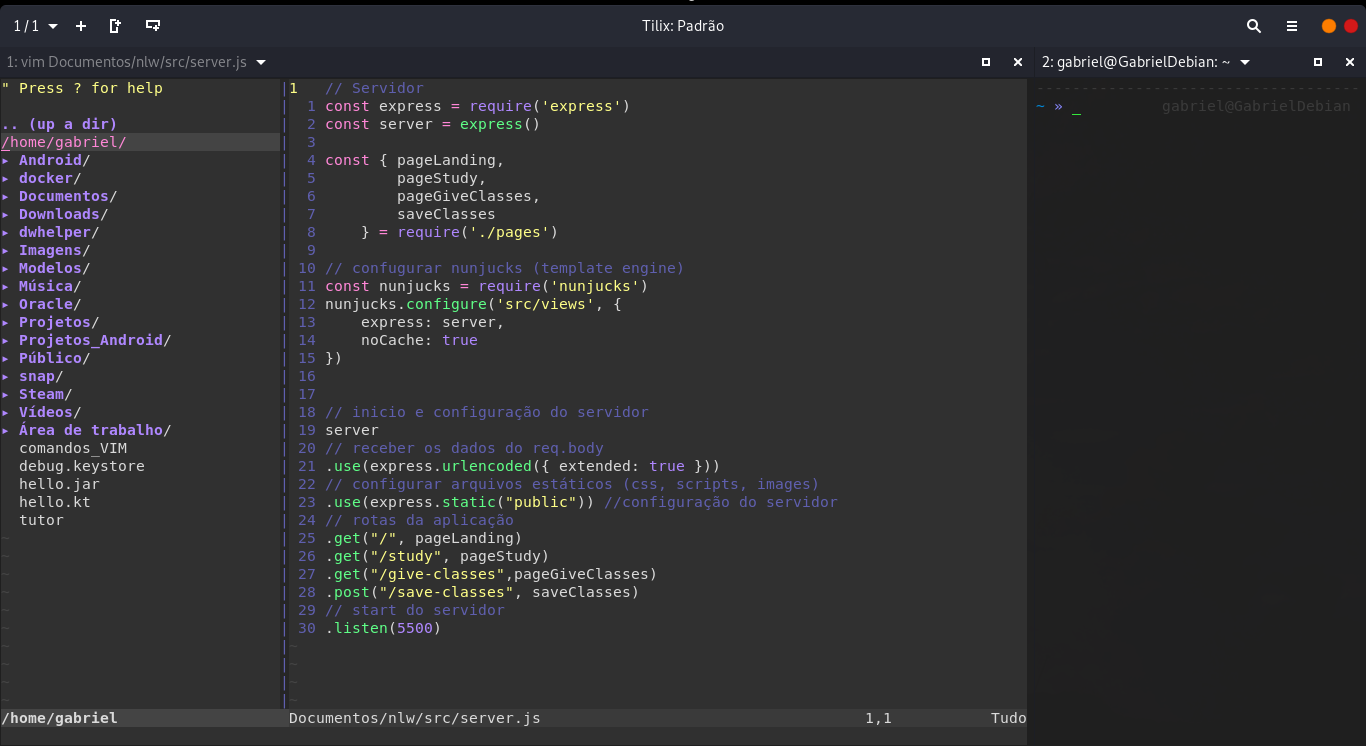 1 / 1
Tilix: Padrão
1: vim Documentos/nlw/src/server.js
2: gabriel@GabrielDebian: ~
" Press ? for help
.. (up a dir)
/home/gabriel/
▸ Android/
▸ docker/
▸ Documentos/
▸ Downloads/
▸ dwhelper/
▸ Imagens/
▸ Modelos/
▸ Música/
▸ Oracle/
▸ Projetos/
▸ Projetos_Android/
▸ Público/
▸ snap/
▸ Steam/
▸ Vídeos/
▸ Área de trabalho/
comandos_VIM
debug.keystore
hello.jar
hello.kt
tutor
/home/gabriel
1 // Servidor
1 const express = require('express')
2 const server = express()
3
4 const { pageLanding,
5 pageStudy,
6 pageGiveClasses,
7 saveClasses
8 } = require('./pages')
9
10 // confugurar nunjucks (template engine)
11 const nunjucks = require('nunjucks')
12 nunjucks.configure('src/views', {
13 express: server,
14 noCache: true
15 })
16
17
18 // inicio e configuração do servidor
19 server
20 // receber os dados do req.body
21 .use(express.urlencoded({ extended: true }))
22 // configurar arquivos estáticos (css, scripts, images)
23 .use(express.static("public")) //configuração do servidor
24 // rotas da aplicação
25 .get("/", pageLanding)
26 .get("/study", pageStudy)
27 .get("/give-classes",pageGiveClasses)
28 .post("/save-classes", saveClasses)
29 // start do servidor
30 .listen(5500)
Documentos/nlw/src/server.js 1,1 Tudo
~ » _ gabriel@GabrielDebian